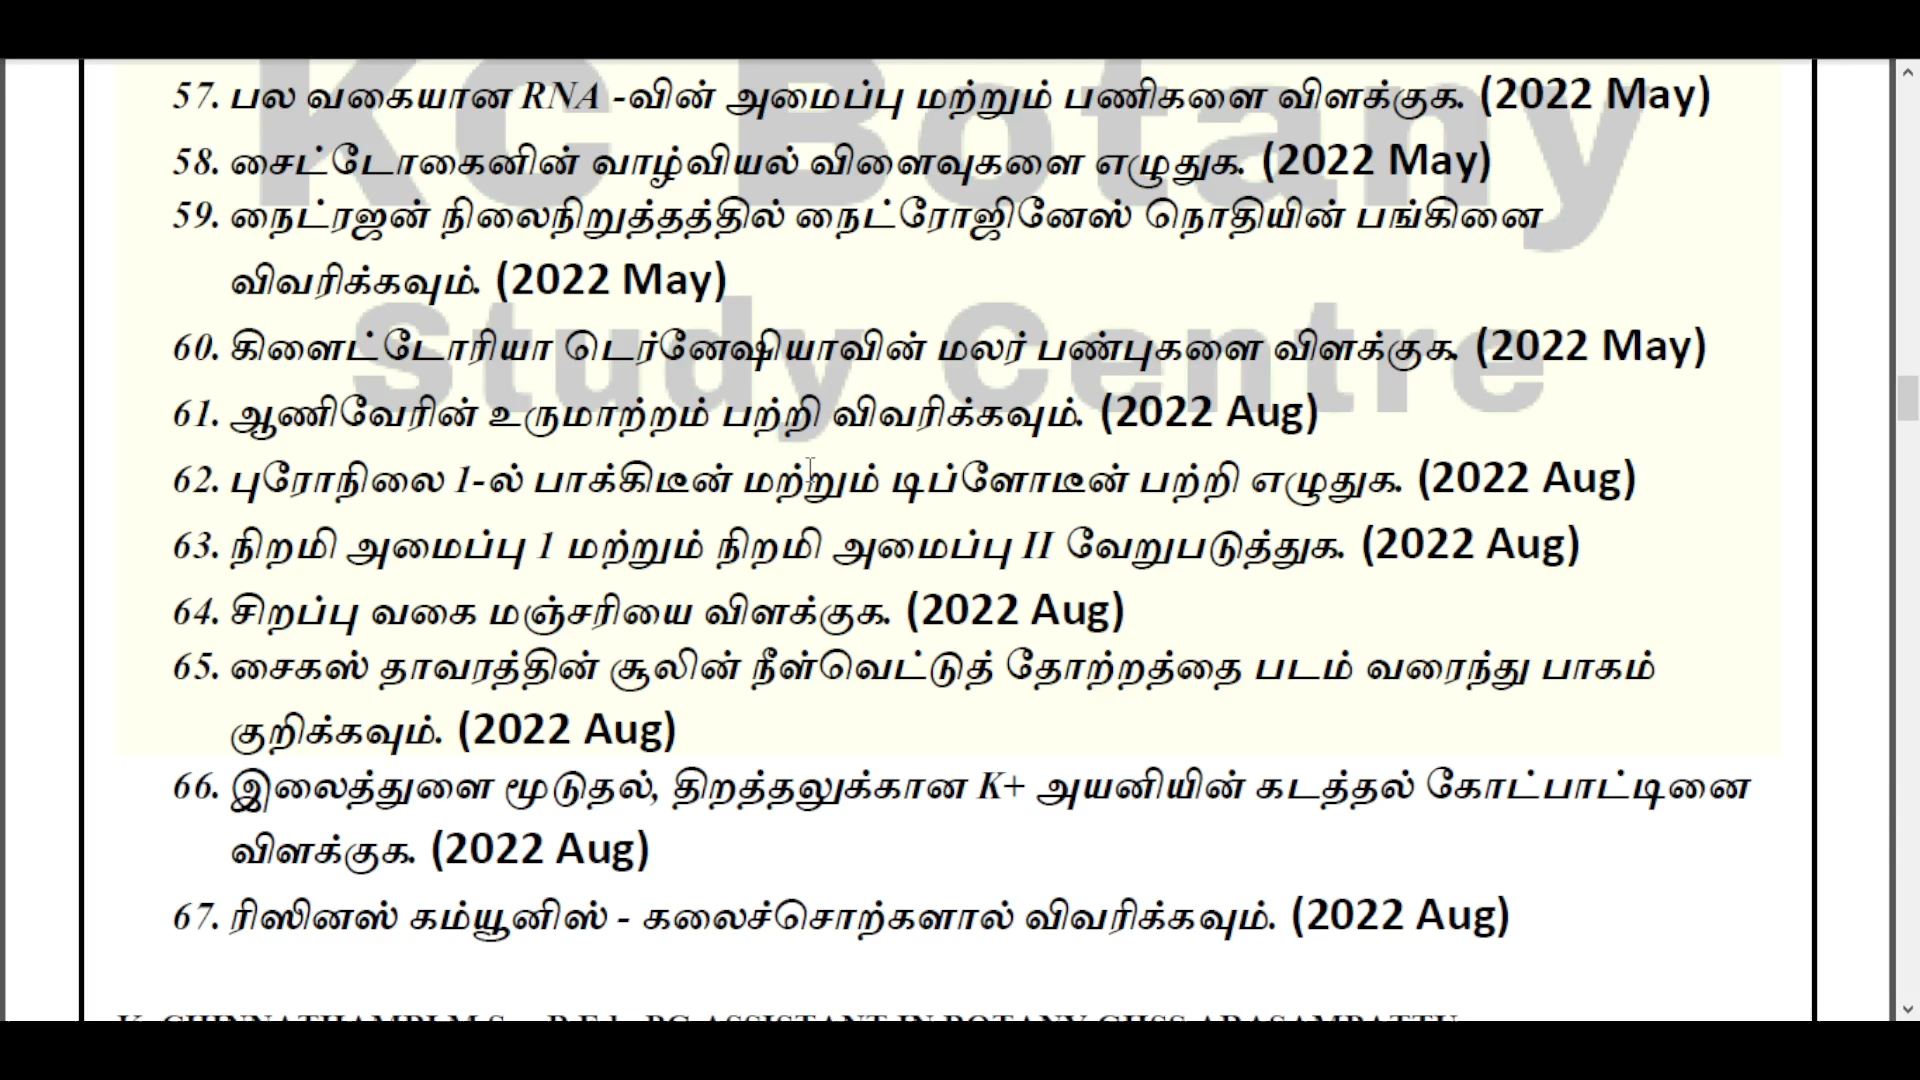 KC Botany
Study Centre
57. பல வகையான RNA -வின் அமைப்பு மற்றும் பணிகளை விளக்குக. (2022 May)
58. சைட்டோகைனின் வாழ்வியல் விளைவுகளை எழுதுக. (2022 May)
59. நைட்ரஜன் நிலைநிறுத்தத்தில் நைட்ரோஜினேஸ் நொதியின் பங்கினை
விவரிக்கவும். (2022 May)
60. கிளைட்டோரியா டெர்னேஷியாவின் மலர் பண்புகளை விளக்குக. (2022 May)
61. ஆணிவேரின் உருமாற்றம் பற்றி விவரிக்கவும். (2022 Aug)
62. புரோநிலை 1-ல் பாக்கிடீன் மற்றும் டிப்ளோடீன் பற்றி எழுதுக. (2022 Aug)
63. நிறமி அமைப்பு 1 மற்றும் நிறமி அமைப்பு II வேறுபடுத்துக. (2022 Aug)
64. சிறப்பு வகை மஞ்சரியை விளக்குக. (2022 Aug)
65. சைகஸ் தாவரத்தின் சூலின் நீள்வெட்டுத் தோற்றத்தை படம் வரைந்து பாகம்
குறிக்கவும். (2022 Aug)
66. இலைத்துளை மூடுதல், திறத்தலுக்கான K+ அயனியின் கடத்தல் கோட்பாட்டினை
விளக்குக. (2022 Aug)
67. ரிஸினஸ் கம்யூனிஸ் - கலைச்சொற்களால் விவரிக்கவும். (2022 Aug)